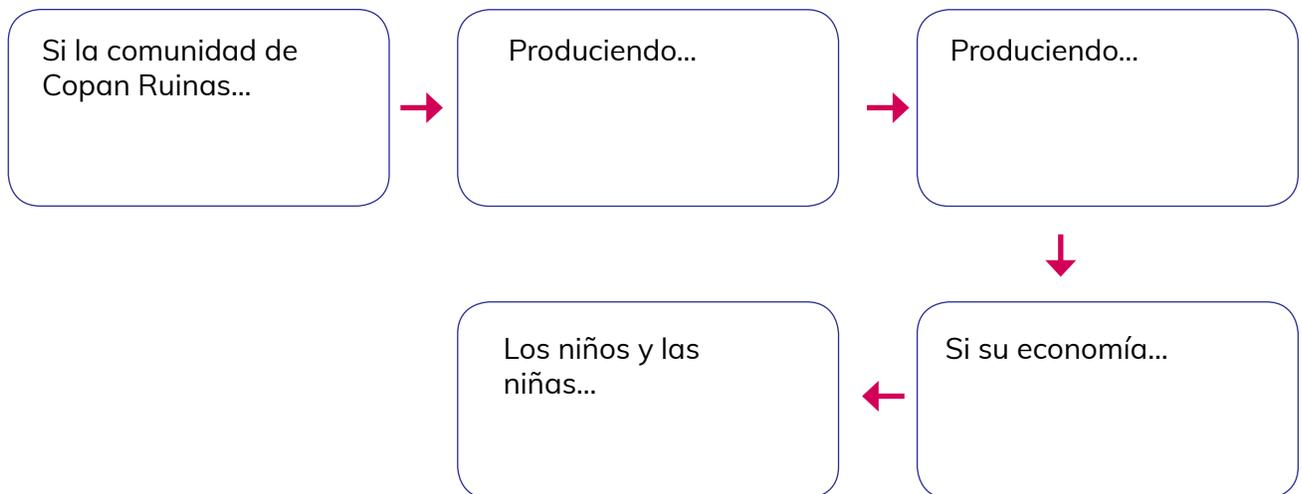 Si la comunidad de
Copan Ruinas...
Produciendo...
Produciendo...
Si su economía...
Los niños y las
niñas...